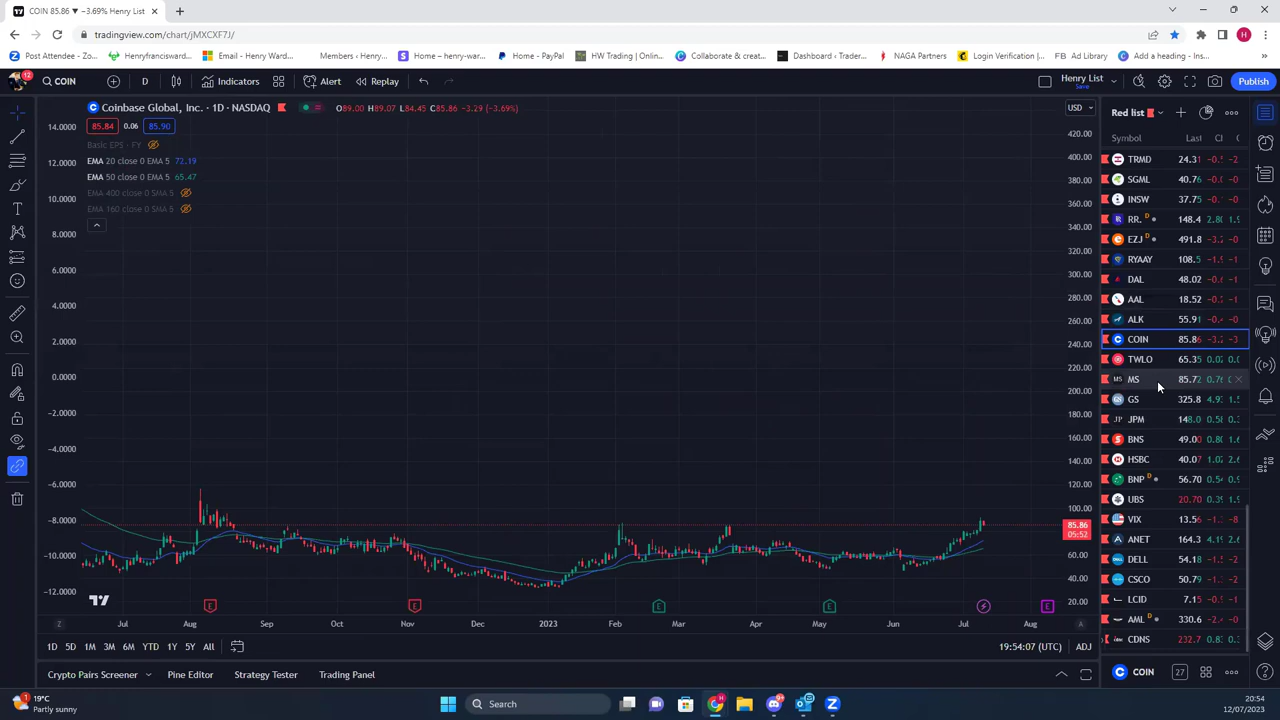 COIN 85.86 ▼ −3.69% Henry List
tradingview.com/chart/jMXCXF7J/
Post Attendee - Zo...
Henryfrancisward...
Email - Henry Ward...
Members ‹ Henry...
Home – henry-war...
Home - PayPal
HW Trading | Onlin...
Collaborate & creat...
Dashboard ‹ Trader...
NAGA Partners
Login Verification |...
FB Ad Library
Add a heading - Ins...
12
COIN
D
Indicators
Alert
Replay
Henry List
Save
Publish
Coinbase Global, Inc. · 1D · NASDAQ
O89.00 H89.07 L84.45 C85.86 −3.29 (−3.69%)
85.84 0.06 85.90
Basic EPS · FY
EMA 20 close 0 EMA 5 72.19
EMA 50 close 0 EMA 5 65.47
EMA 400 close 0 SMA 5
EMA 160 close 0 SMA 5
14.0000
12.0000
10.0000
8.0000
6.0000
4.0000
2.0000
0.0000
−2.0000
−4.0000
−6.0000
−8.0000
−10.0000
−12.0000
USD
420.00
400.00
380.00
360.00
340.00
320.00
300.00
280.00
260.00
240.00
220.00
200.00
180.00
160.00
140.00
120.00
100.00
85.86
05:52
60.00
40.00
20.00
Z Jul Aug Sep Oct Nov Dec 2023 Feb Mar Apr May Jun Jul Aug A
1D 5D 1M 3M 6M YTD 1Y 5Y All
19:54:07 (UTC) ADJ
Crypto Pairs Screener
Pine Editor
Strategy Tester
Trading Panel
Red list
Symbol Last
TRMD 24.31
SGML 40.76
INSW 37.75
RR. D 148.4
EZJ D 491.8
RYAAY 108.5
DAL 48.02
AAL 18.52
ALK 55.91
COIN 85.86
TWLO 65.35
MS 85.72
GS 325.8
JPM 148.0
BNS 49.00
HSBC 40.07
BNP D 56.70
UBS 20.70
VIX 13.56
ANET 164.3
DELL 54.18
CSCO 50.79
LCID 7.15
AML D 330.6
CDNS 232.7
COIN
27
19°C
Partly sunny
Search
20:54
12/07/2023